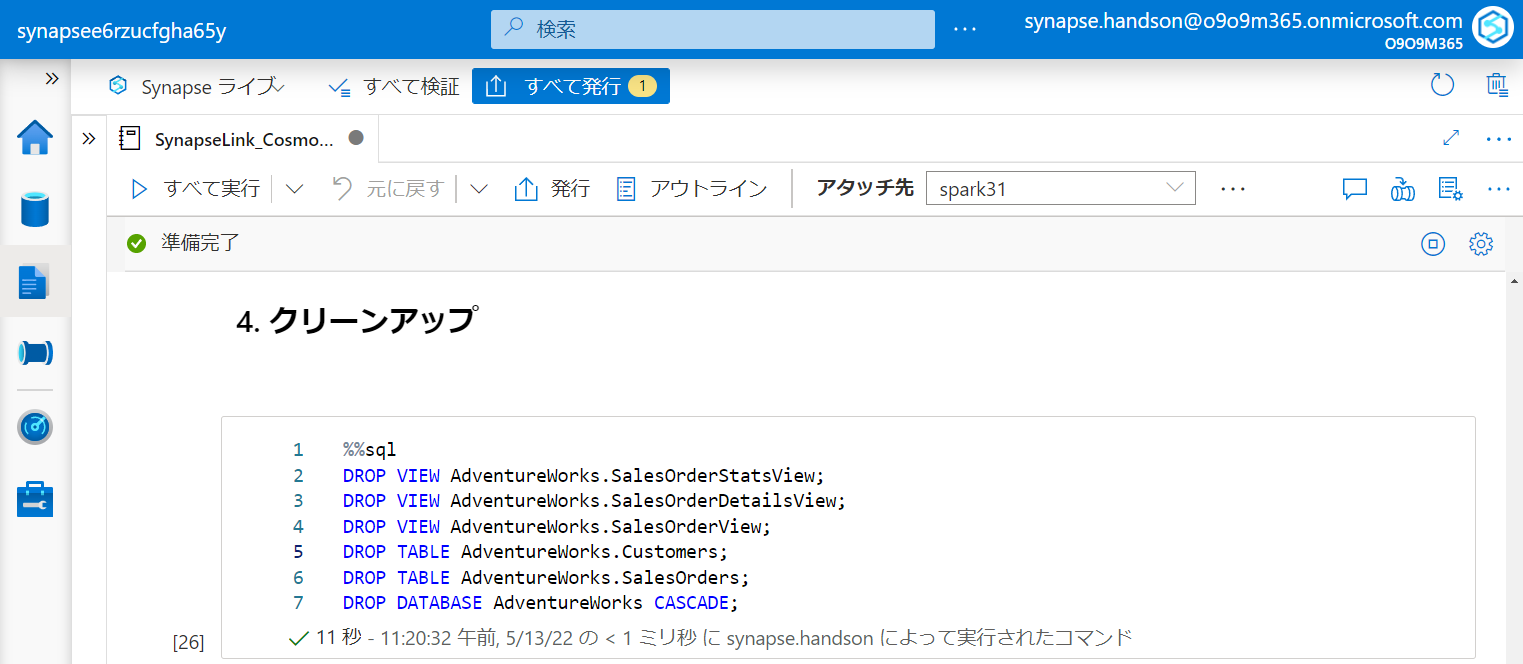 synapsee6rzucfgha65y
検索
synapse.handson@o9o9m365.onmicrosoft.com
O9O9M365
Synapse ライブ
すべて検証
すべて発行 1
SynapseLink_Cosmo...
すべて実行
元に戻す
発行
アウトライン
アタッチ先
spark31
準備完了
4. クリーンアップ
1 %%sql
2 DROP VIEW AdventureWorks.SalesOrderStatsView;
3 DROP VIEW AdventureWorks.SalesOrderDetailsView;
4 DROP VIEW AdventureWorks.SalesOrderView;
5 DROP TABLE AdventureWorks.Customers;
6 DROP TABLE AdventureWorks.SalesOrders;
7 DROP DATABASE AdventureWorks CASCADE;
[26]
11 秒 - 11:20:32 午前, 5/13/22 の < 1 ミリ秒 に synapse.handson によって実行されたコマンド